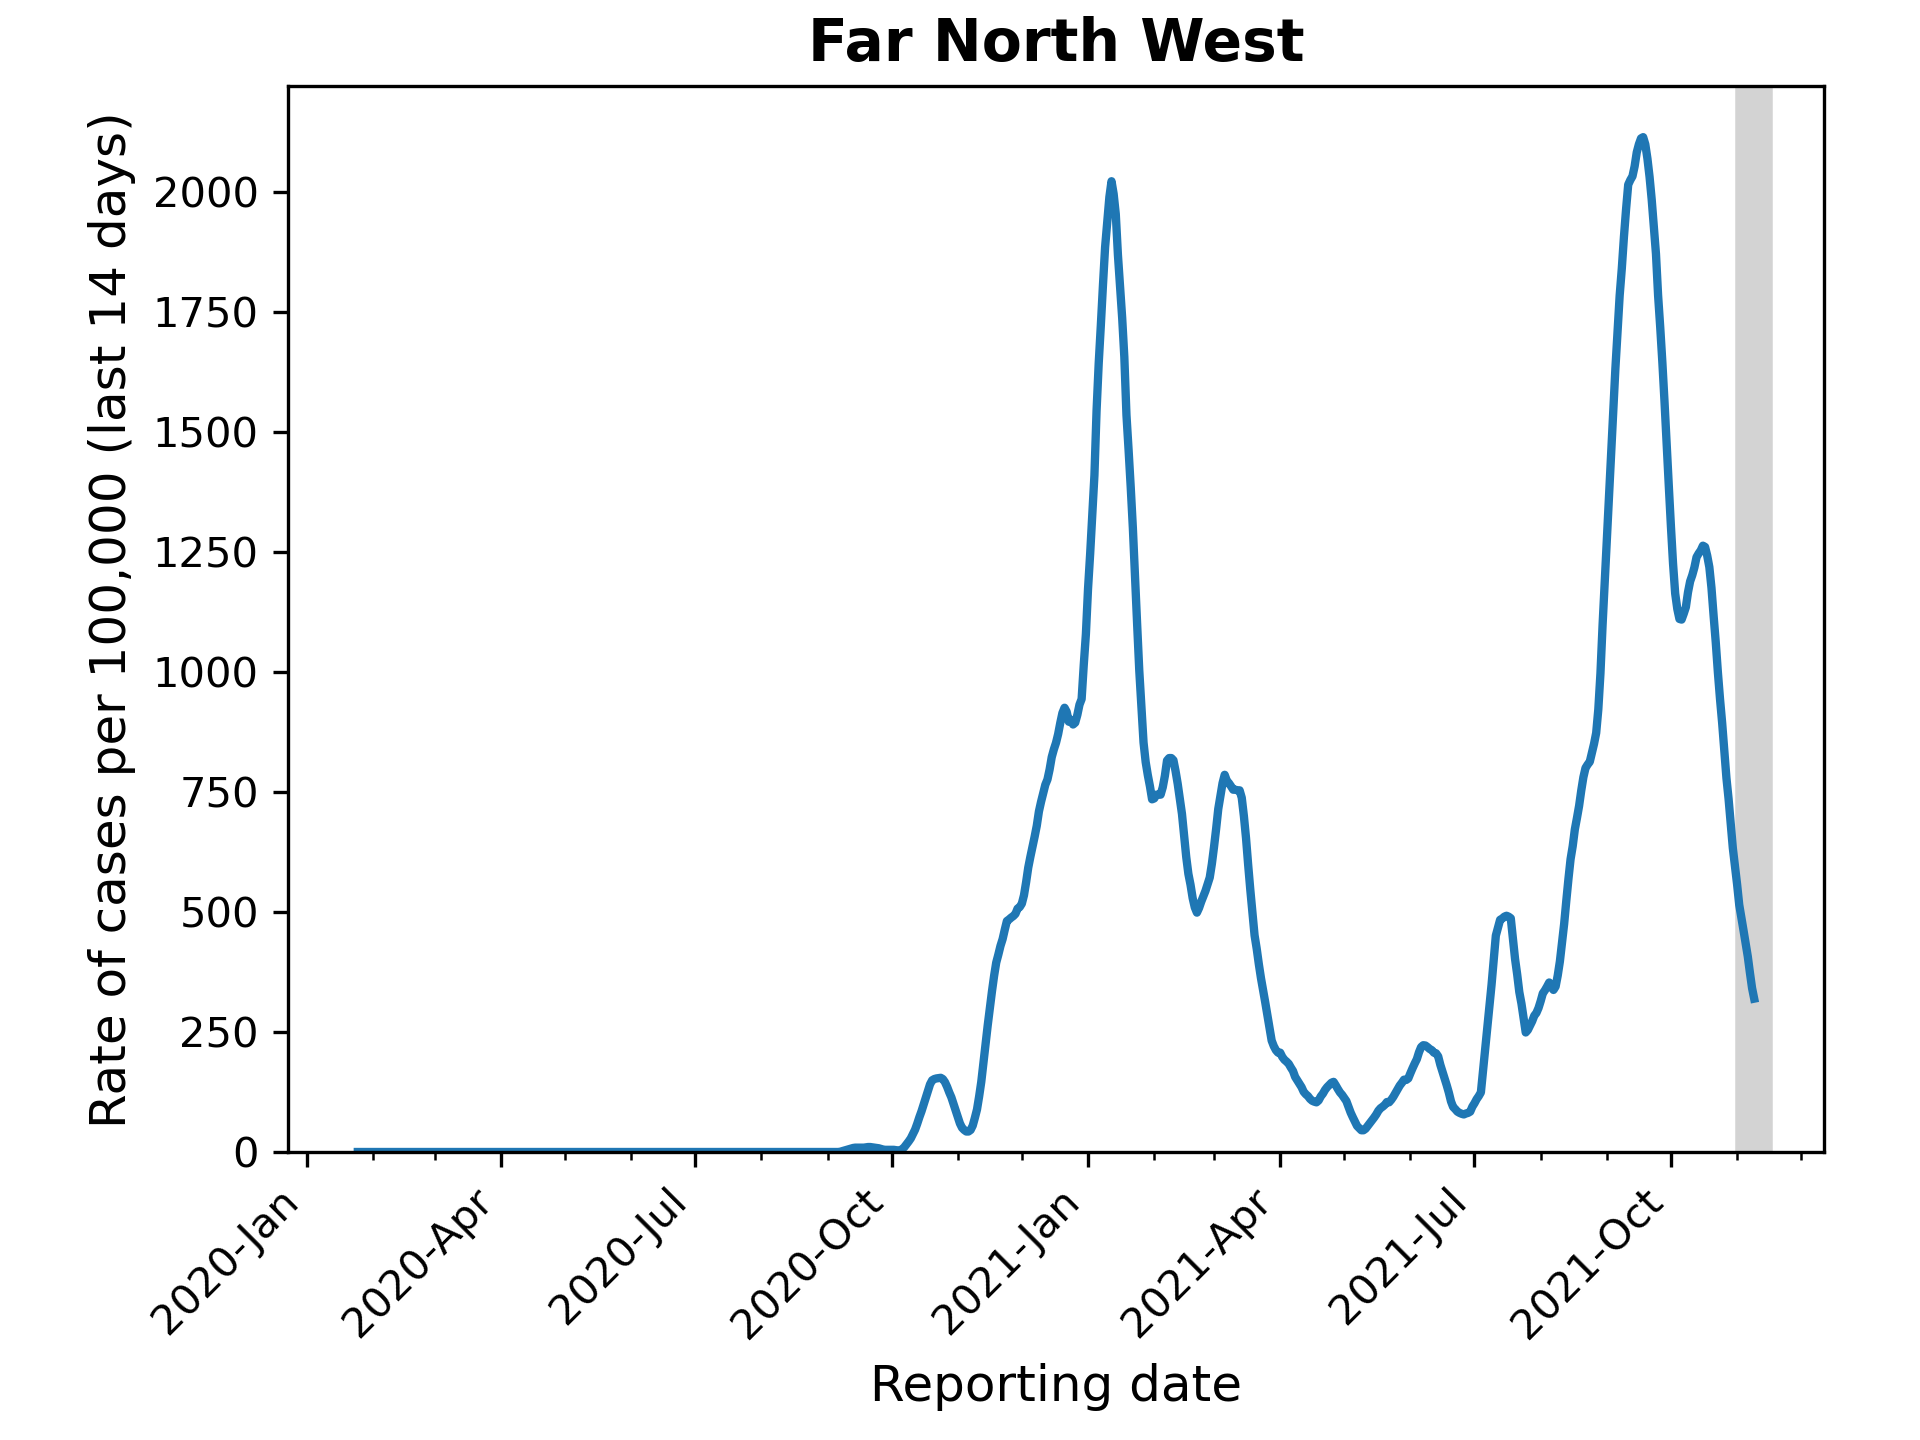 Far North West
Rate of cases per 100,000 (last 14 days)
2000
1750
1500
1250
1000
750
500
250
0
2020-Jan
2020-Apr
2020-Jul
2020-Oct
2021-Jan
2021-Apr
2021-Jul
2021-Oct
Reporting date